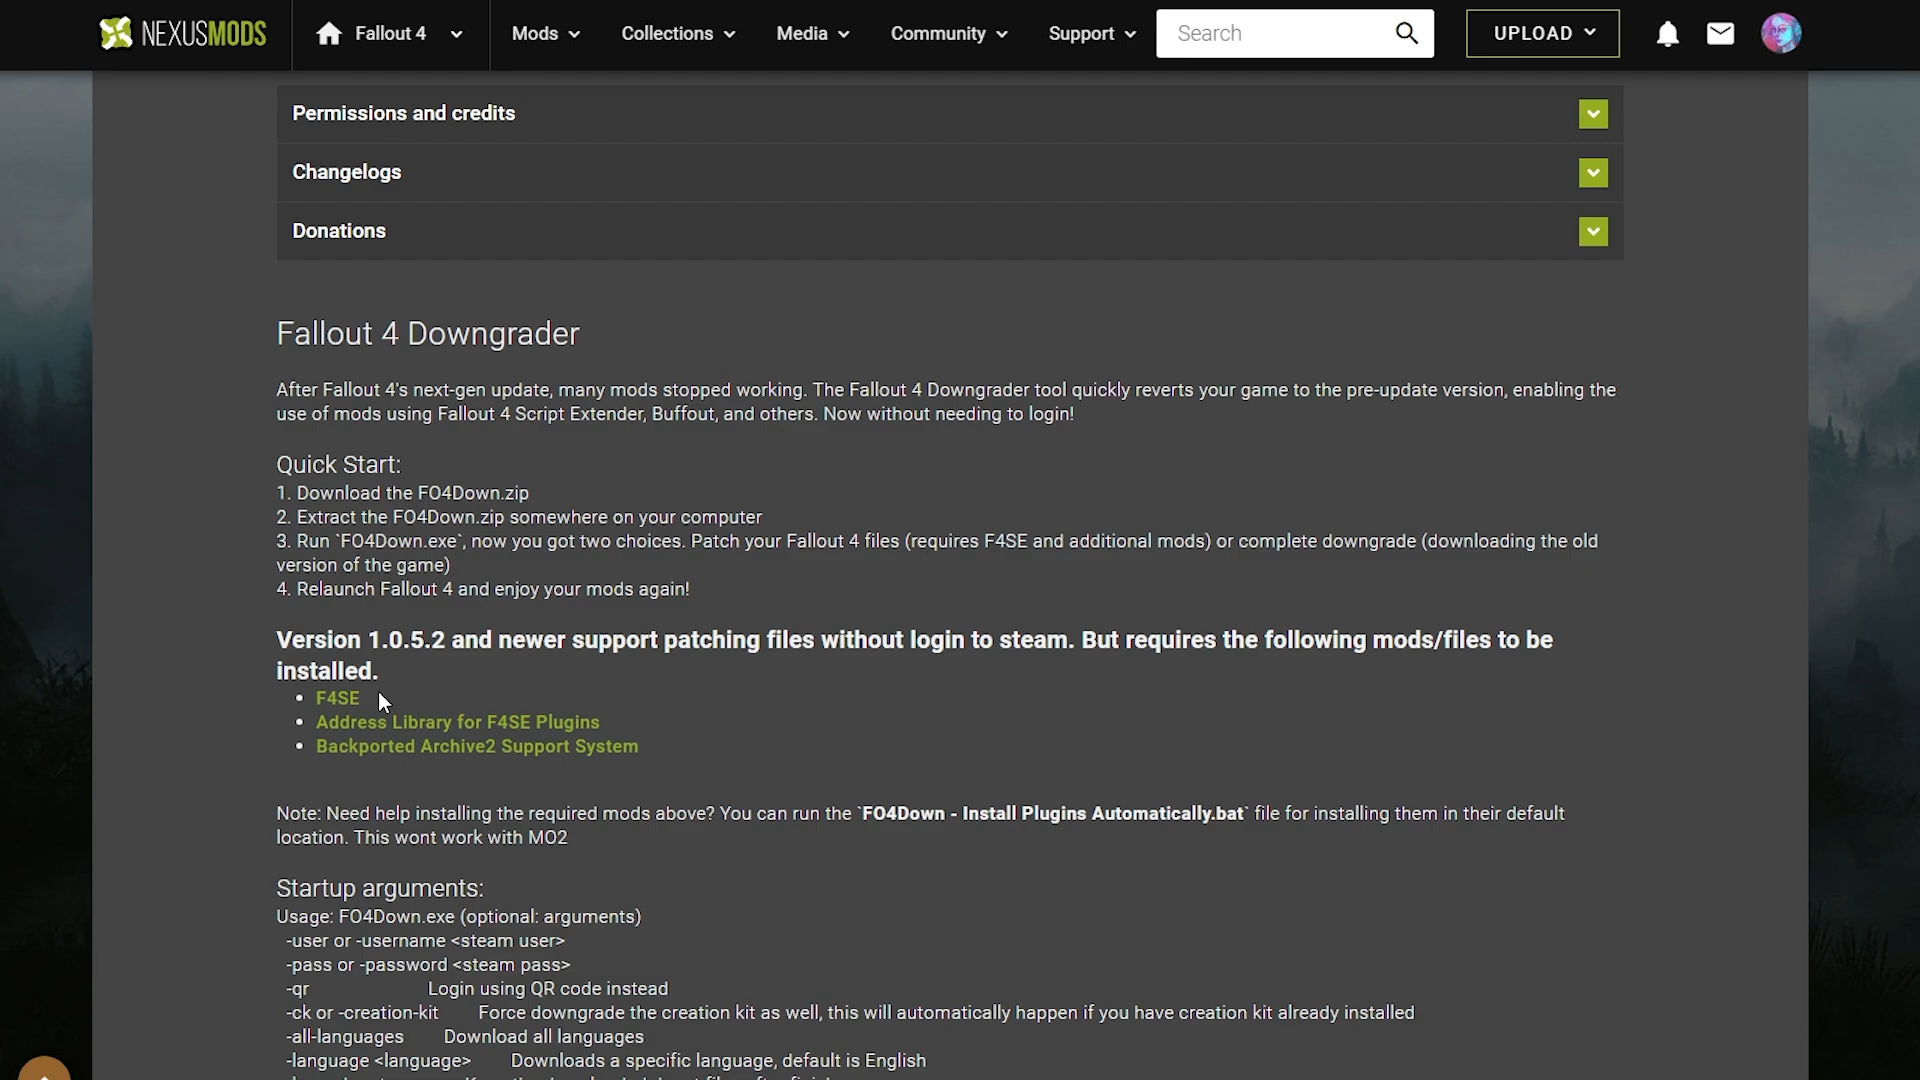 NEXUSMODS Fallout 4 Mods Collections Media Community Support Search UPLOAD
Permissions and credits
Changelogs
Donations
Fallout 4 Downgrader
After Fallout 4's next-gen update, many mods stopped working. The Fallout 4 Downgrader tool quickly reverts your game to the pre-update version, enabling the
use of mods using Fallout 4 Script Extender, Buffout, and others. Now without needing to login!
Quick Start:
1. Download the FO4Down.zip
2. Extract the FO4Down.zip somewhere on your computer
3. Run `FO4Down.exe`, now you got two choices. Patch your Fallout 4 files (requires F4SE and additional mods) or complete downgrade (downloading the old
version of the game)
4. Relaunch Fallout 4 and enjoy your mods again!
Version 1.0.5.2 and newer support patching files without login to steam. But requires the following mods/files to be
installed.
• F4SE
• Address Library for F4SE Plugins
• Backported Archive2 Support System
Note: Need help installing the required mods above? You can run the `FO4Down - Install Plugins Automatically.bat` file for installing them in their default
location. This wont work with MO2
Startup arguments:
Usage: FO4Down.exe (optional: arguments)
-user or -username <steam user>
-pass or -password <steam pass>
-qr Login using QR code instead
-ck or -creation-kit Force downgrade the creation kit as well, this will automatically happen if you have creation kit already installed
-all-languages Download all languages
-language <language> Downloads a specific language, default is English